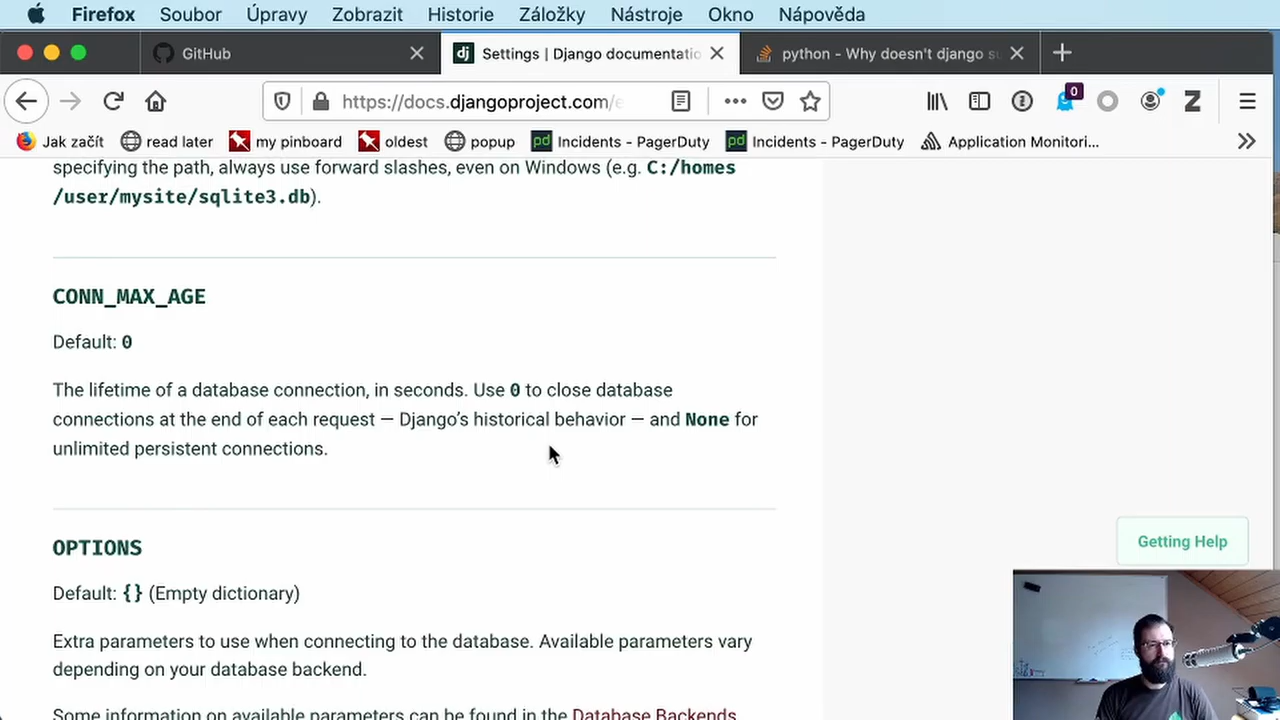 Firefox Soubor Úpravy Zobrazit Historie Záložky Nástroje Okno Nápověda
GitHub
Settings | Django documentatio
python - Why doesn't django su
https://docs.djangoproject.com/e
0
Z
Jak začít
read later
my pinboard
oldest
popup
pd Incidents - PagerDuty
pd Incidents - PagerDuty
Application Monitori...
specifying the path, always use forward slashes, even on Windows (e.g. C:/homes
/user/mysite/sqlite3.db).
CONN_MAX_AGE
Default: 0
The lifetime of a database connection, in seconds. Use 0 to close database
connections at the end of each request — Django’s historical behavior — and None for
unlimited persistent connections.
OPTIONS
Default: {} (Empty dictionary)
Extra parameters to use when connecting to the database. Available parameters vary
depending on your database backend.
Some information on available parameters can be found in the Database Backends
Getting Help